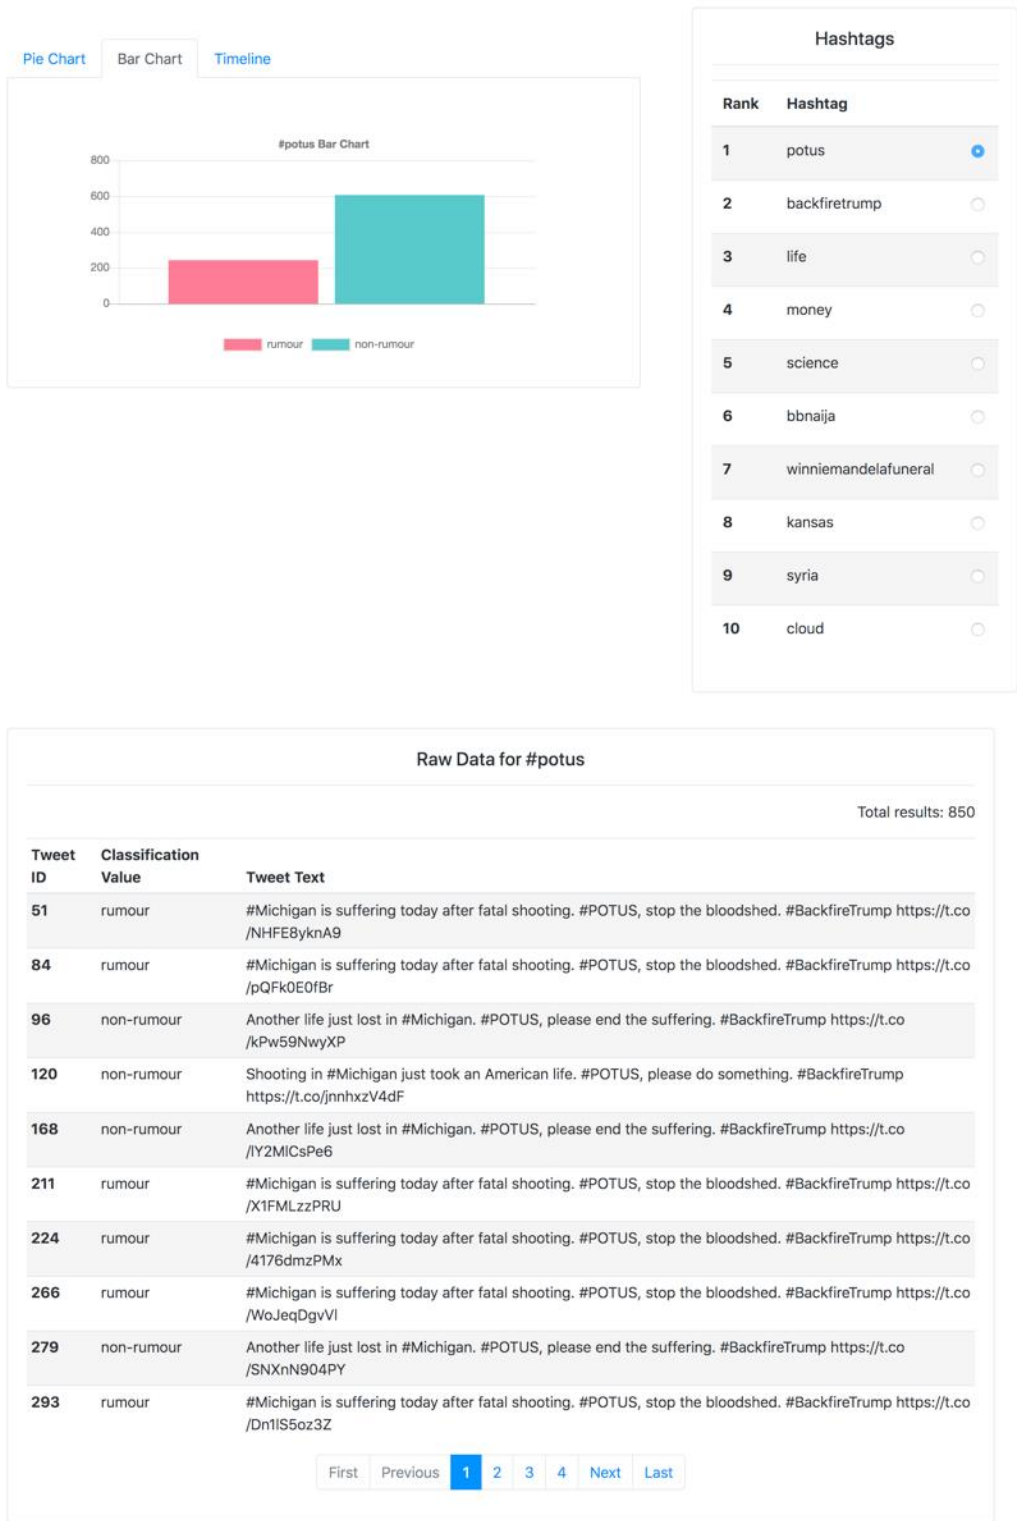 Pie Chart Bar Chart Timeline
#potus Bar Chart
800
600
400
200
0
rumour non-rumour
Hashtags
Rank Hashtag
1 potus
2 backfiretrump
3 life
4 money
5 science
6 bbnaija
7 winniemandelafuneral
8 kansas
9 syria
10 cloud
Raw Data for #potus
Total results: 850
Tweet Classification
ID Value Tweet Text
51 rumour #Michigan is suffering today after fatal shooting. #POTUS, stop the bloodshed. #BackfireTrump https://t.co
/NHFE8yknA9
84 rumour #Michigan is suffering today after fatal shooting. #POTUS, stop the bloodshed. #BackfireTrump https://t.co
/pQFk0E0fBr
96 non-rumour Another life just lost in #Michigan. #POTUS, please end the suffering. #BackfireTrump https://t.co
/kPw59NwyXP
120 non-rumour Shooting in #Michigan just took an American life. #POTUS, please do something. #BackfireTrump
https://t.co/jnnhxzV4dF
168 non-rumour Another life just lost in #Michigan. #POTUS, please end the suffering. #BackfireTrump https://t.co
/lY2MlCsPe6
211 rumour #Michigan is suffering today after fatal shooting. #POTUS, stop the bloodshed. #BackfireTrump https://t.co
/X1FMLzzPRU
224 rumour #Michigan is suffering today after fatal shooting. #POTUS, stop the bloodshed. #BackfireTrump https://t.co
/4176dmzPMx
266 rumour #Michigan is suffering today after fatal shooting. #POTUS, stop the bloodshed. #BackfireTrump https://t.co
/WoJeqDgvVl
279 non-rumour Another life just lost in #Michigan. #POTUS, please end the suffering. #BackfireTrump https://t.co
/SNXnN904PY
293 rumour #Michigan is suffering today after fatal shooting. #POTUS, stop the bloodshed. #BackfireTrump https://t.co
/Dn1lS5oz3Z
First Previous 1 2 3 4 Next Last